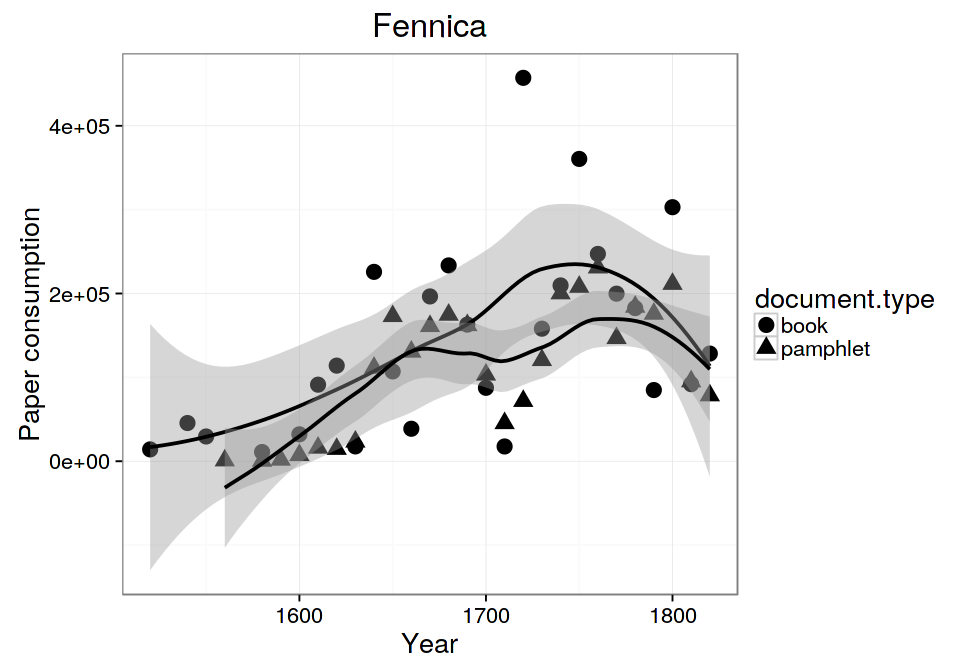 Fennica
4e+05
2e+05
0e+00
Paper consumption
1600
1700
1800
Year
document.type
book
pamphlet